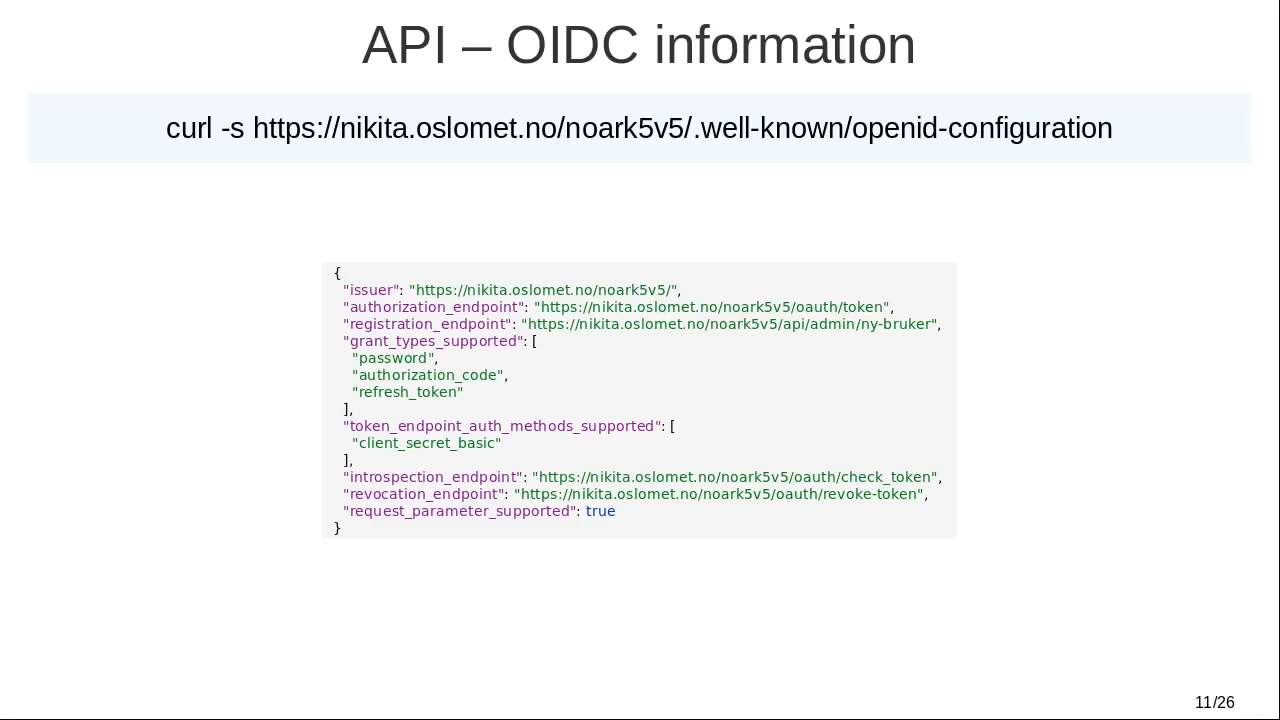 API – OIDC information
curl -s https://nikita.oslomet.no/noark5v5/.well-known/openid-configuration
{
"issuer": "https://nikita.oslomet.no/noark5v5/",
"authorization_endpoint": "https://nikita.oslomet.no/noark5v5/oauth/token",
"registration_endpoint": "https://nikita.oslomet.no/noark5v5/api/admin/ny-bruker",
"grant_types_supported": [
"password",
"authorization_code",
"refresh_token"
],
"token_endpoint_auth_methods_supported": [
"client_secret_basic"
],
"introspection_endpoint": "https://nikita.oslomet.no/noark5v5/oauth/check_token",
"revocation_endpoint": "https://nikita.oslomet.no/noark5v5/oauth/revoke-token",
"request_parameter_supported": true
}
11/26